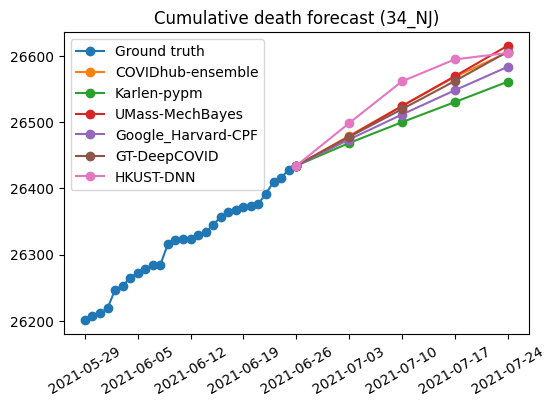 Cumulative death forecast (34_NJ)
Ground truth
COVIDhub-ensemble
Karlen-pypm
UMass-MechBayes
Google_Harvard-CPF
GT-DeepCOVID
HKUST-DNN
26600
26500
26400
26300
26200
2021-05-29
2021-06-05
2021-06-12
2021-06-19
2021-06-26
2021-07-03
2021-07-10
2021-07-17
2021-07-24